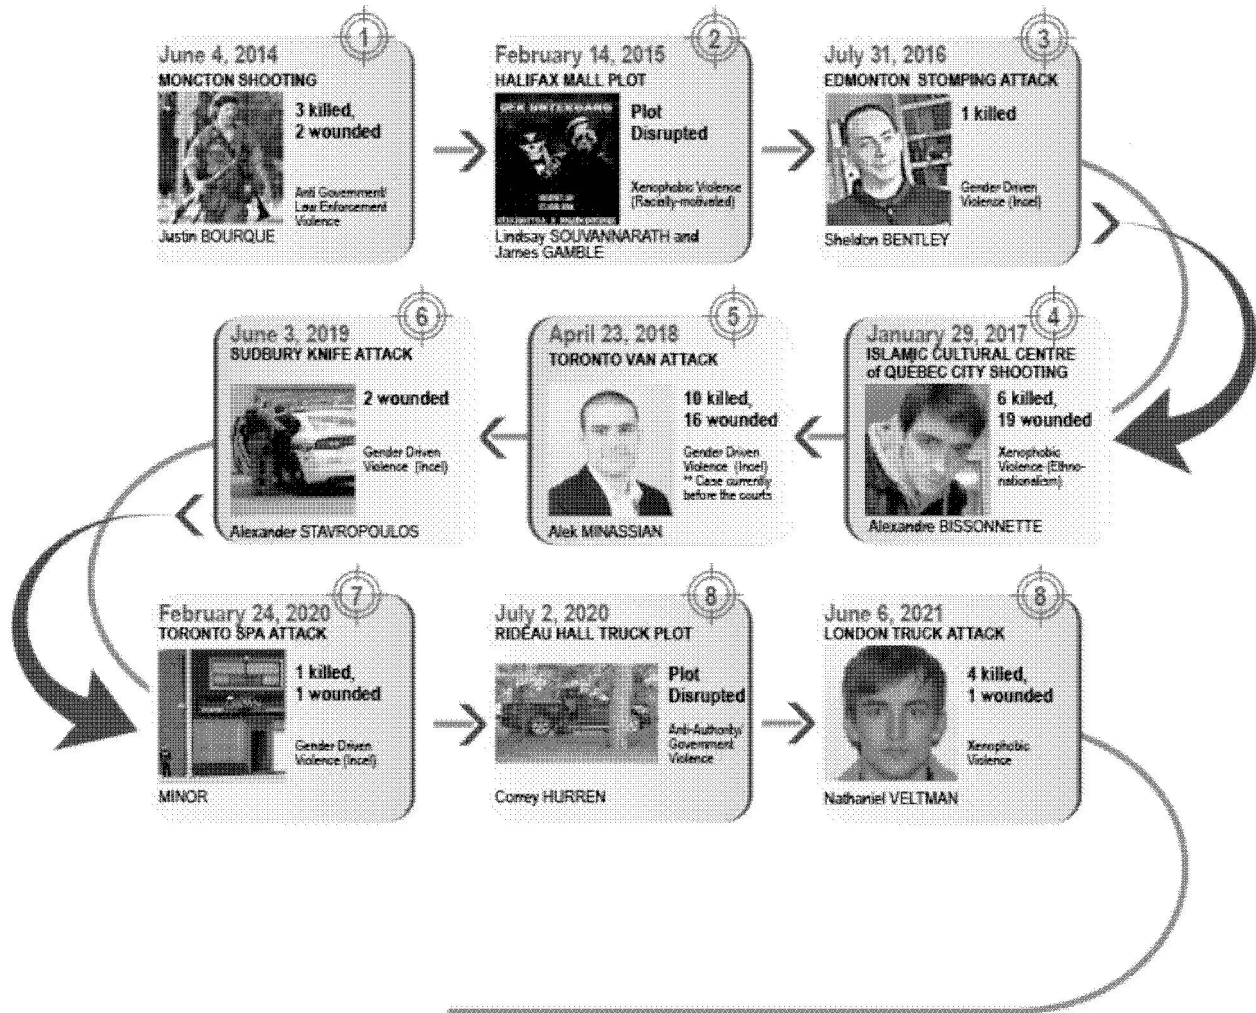 1
June 4, 2014
MONCTON SHOOTING
3 killed,
2 wounded
Anti Government/
Law Enforcement
Violence
Justin BOURQUE
2
February 14, 2015
HALIFAX MALL PLOT
Plot
Disrupted
Xenophobic Violence
(Racially-motivated)
Lindsay SOUVANNARATH and
James GAMBLE
3
July 31, 2016
EDMONTON STOMPING ATTACK
1 killed
Gender Driven
Violence (Incel)
Sheldon BENTLEY
4
January 29, 2017
ISLAMIC CULTURAL CENTRE
of QUEBEC CITY SHOOTING
6 killed,
19 wounded
Xenophobic
Violence (Ethno-
nationalism)
Alexandre BISSONNETTE
5
April 23, 2018
TORONTO VAN ATTACK
10 killed,
16 wounded
Gender Driven
Violence (Incel)
** Case currently
before the courts
Alek MINASSIAN
6
June 3, 2019
SUDBURY KNIFE ATTACK
2 wounded
Gender Driven
Violence (Incel)
Alexander STAVROPOULOS
7
February 24, 2020
TORONTO SPA ATTACK
1 killed,
1 wounded
Gender Driven
Violence (Incel)
MINOR
8
July 2, 2020
RIDEAU HALL TRUCK PLOT
Plot
Disrupted
Anti-Authority/
Government
Violence
Correy HURREN
8
June 6, 2021
LONDON TRUCK ATTACK
4 killed,
1 wounded
Xenophobic
Violence
Nathaniel VELTMAN